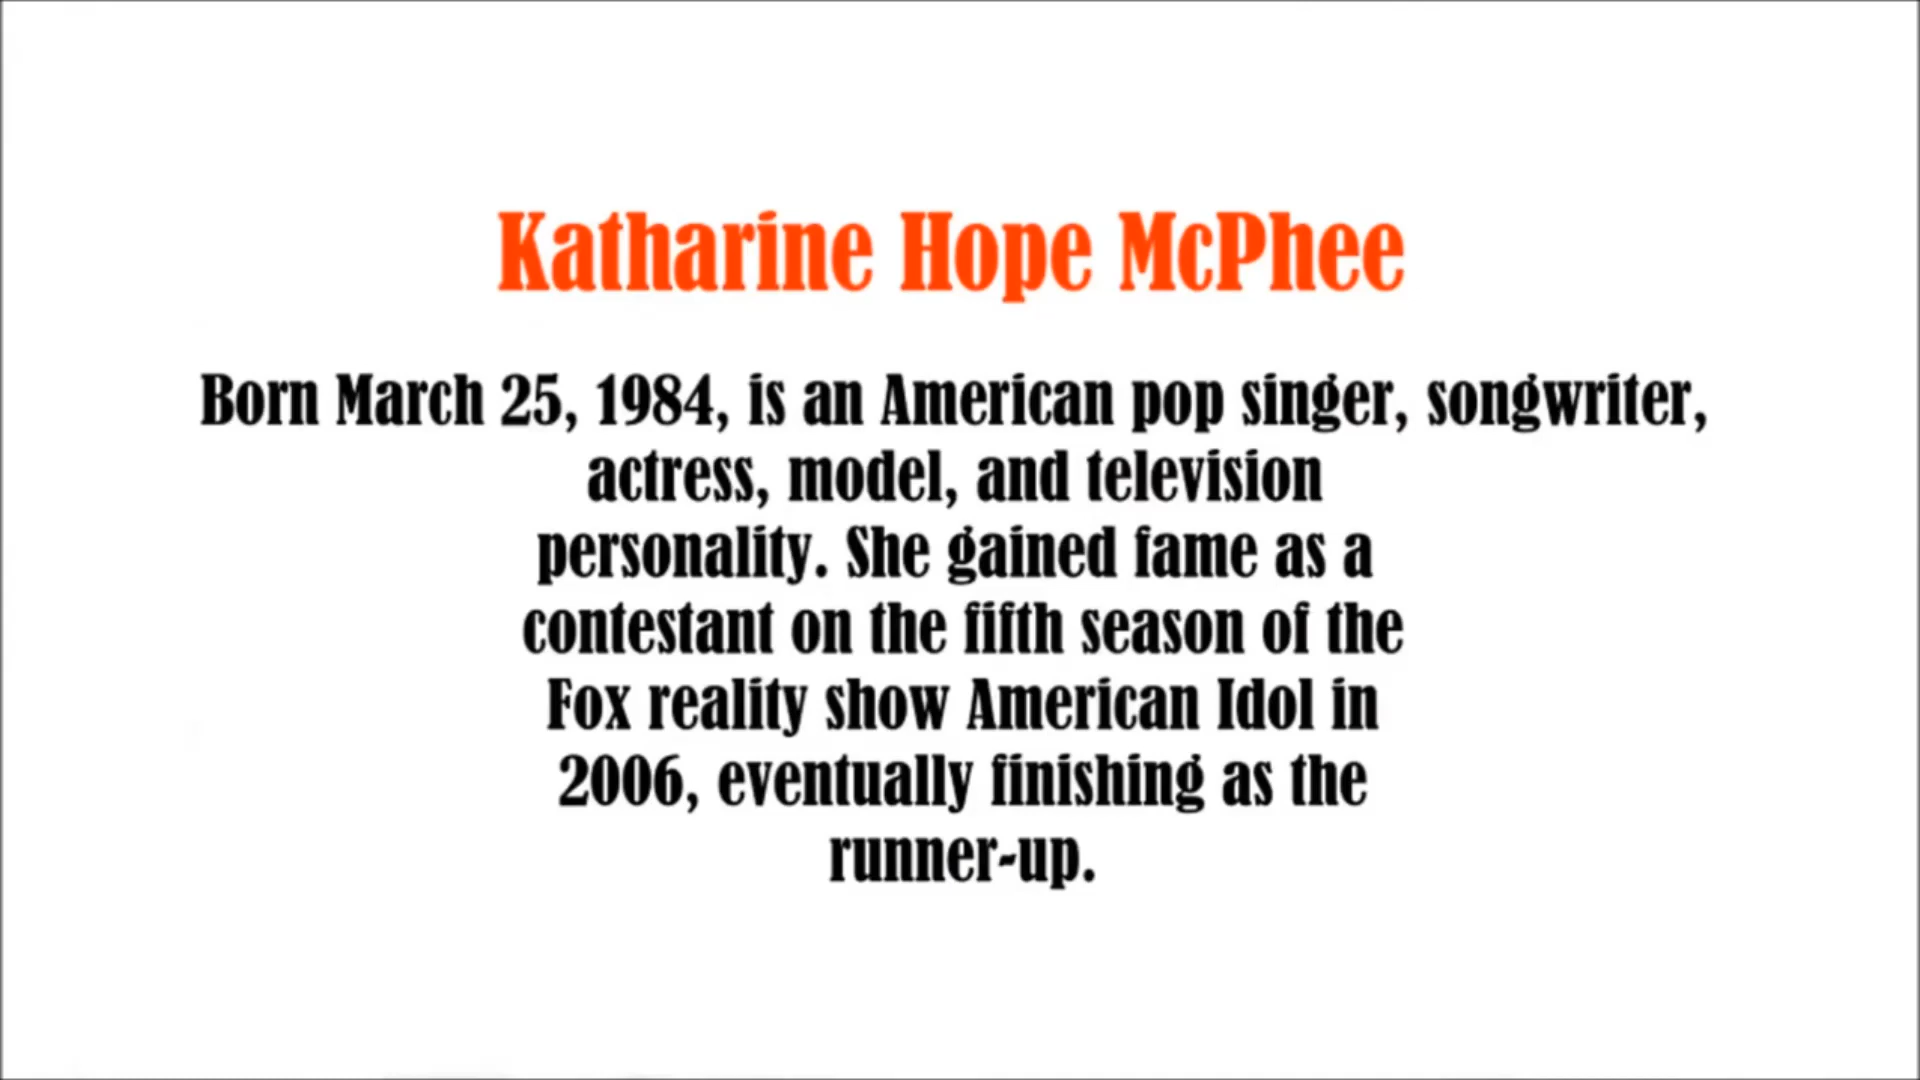 Katharine Hope McPhee
Born March 25, 1984, is an American pop singer, songwriter,
actress, model, and television
personality. She gained fame as a
contestant on the fifth season of the
Fox reality show American Idol in
2006, eventually finishing as the
runner-up.